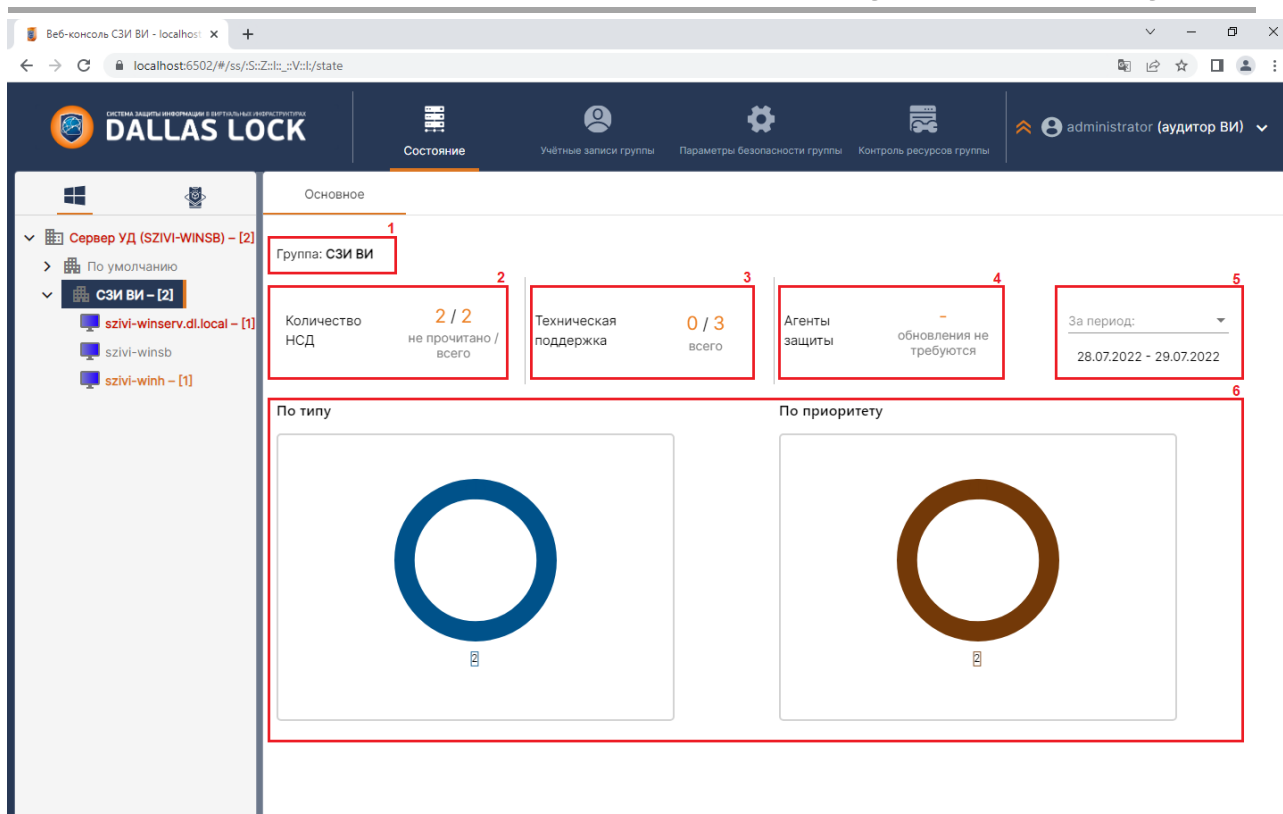 Веб-консоль СЗИ ВИ - localhost
localhost:6502/#/ss/:S::Z::I::_::V::I:/state
СИСТЕМА ЗАЩИТЫ ИНФОРМАЦИИ В ВИРТУАЛЬНЫХ ИНФРАСТРУКТУРАХ
DALLAS LOCK
Состояние
Учётные записи группы
Параметры безопасности группы
Контроль ресурсов группы
administrator (аудитор ВИ)
Основное
Сервер УД (SZIVI-WINSB) – [2]
По умолчанию
СЗИ ВИ – [2]
szivi-winserv.dl.local – [1]
szivi-winsb
szivi-winh – [1]
1
Группа: СЗИ ВИ
2
Количество
НСД
2 / 2
не прочитано /
всего
3
Техническая
поддержка
0 / 3
всего
4
Агенты
защиты
-
обновления не
требуются
5
За период:
28.07.2022 - 29.07.2022
6
По типу
2
По приоритету
2